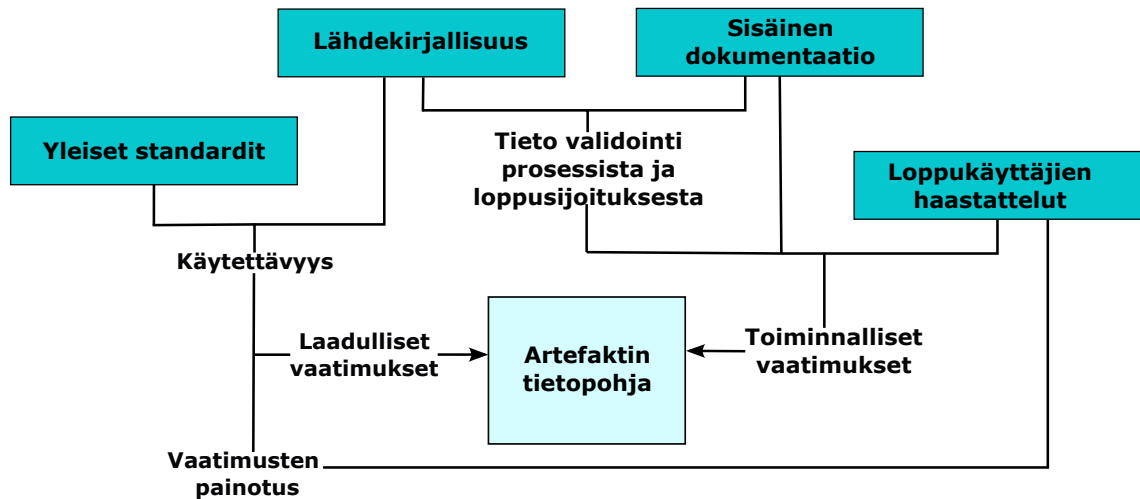 Lähdekirjallisuus
Sisäinen
dokumentaatio
Yleiset standardit
Tieto validointi
prosessista ja
loppusijoituksesta
Loppukäyttäjien
haastattelut
Käytettävyys
Laadulliset
vaatimukset
Artefaktin
tietopohja
Toiminnalliset
vaatimukset
Vaatimusten
painotus